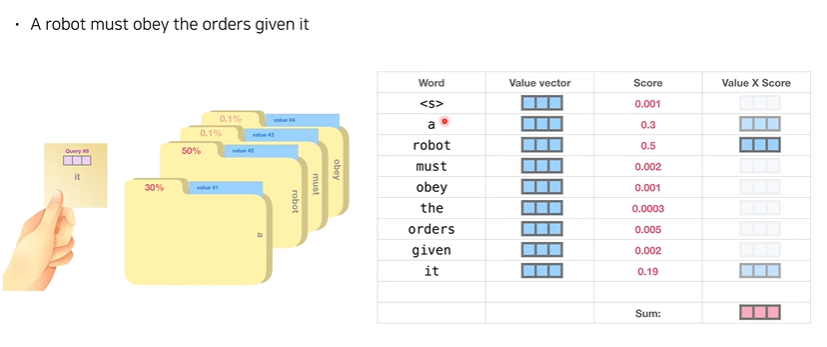 · A robot must obey the orders given it
Query #9
it
30%
value #1
a
50%
value #2
robot
0.1%
value #3
must
0.1%
value #4
obey
Word Value vector Score Value X Score
<s> 0.001
a 0.3
robot 0.5
must 0.002
obey 0.001
the 0.0003
orders 0.005
given 0.002
it 0.19
Sum: